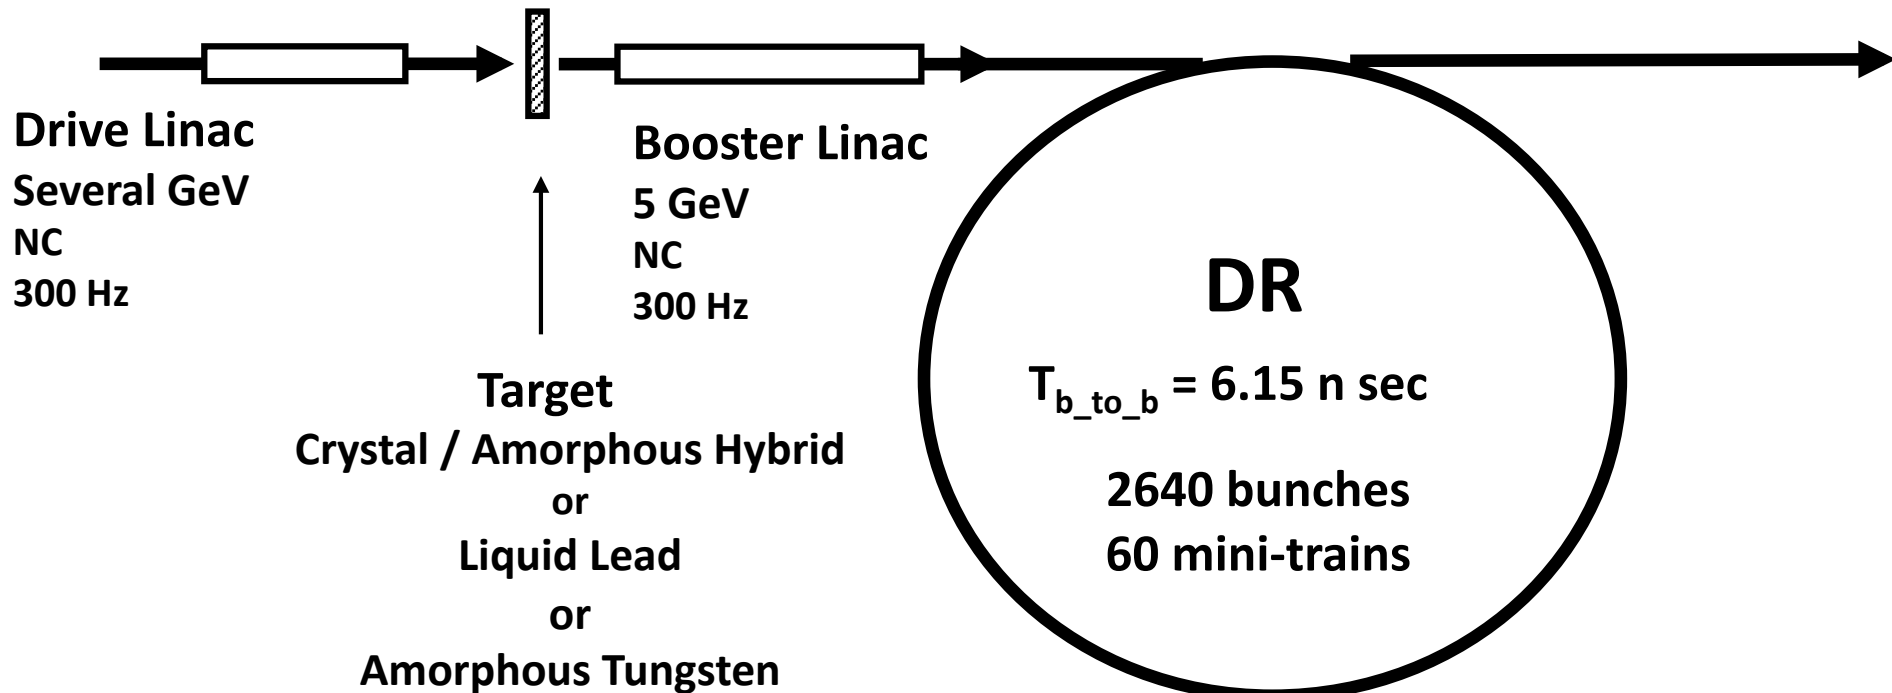 Drive Linac
Several GeV
NC
300 Hz
Target
Crystal / Amorphous Hybrid
or
Liquid Lead
or
Amorphous Tungsten
Booster Linac
5 GeV
NC
300 Hz
DR
T_b_to_b = 6.15 n sec
2640 bunches
60 mini-trains